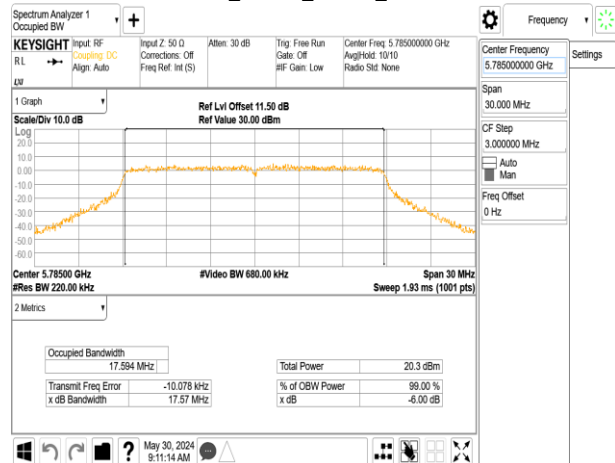 Spectrum Analyzer 1
Occupied BW
KEYSIGHT
RL
Input: RF
Coupling: DC
Align: Auto
Input Z: 50 Ω
Corrections: Off
Freq Ref: Int (S)
Atten: 30 dB
Trig: Free Run
Gate: Off
#IF Gain: Low
Center Freq: 5.785000000 GHz
Avg|Hold: 10/10
Radio Std: None
LXI
1 Graph
Scale/Div 10.0 dB
Ref Lvl Offset 11.50 dB
Ref Value 30.00 dBm
Log
20.0
10.0
0.00
-10.0
-20.0
-30.0
-40.0
-50.0
-60.0
Center 5.78500 GHz
#Res BW 220.00 kHz
#Video BW 680.00 kHz
Span 30 MHz
Sweep 1.93 ms (1001 pts)
2 Metrics
Occupied Bandwidth
17.594 MHz
Transmit Freq Error -10.078 kHz
x dB Bandwidth 17.57 MHz
Total Power 20.3 dBm
% of OBW Power 99.00 %
x dB -6.00 dB
May 30, 2024
9:11:14 AM
Frequency
Center Frequency
5.785000000 GHz
Settings
Span
30.000 MHz
CF Step
3.000000 MHz
Auto
Man
Freq Offset
0 Hz